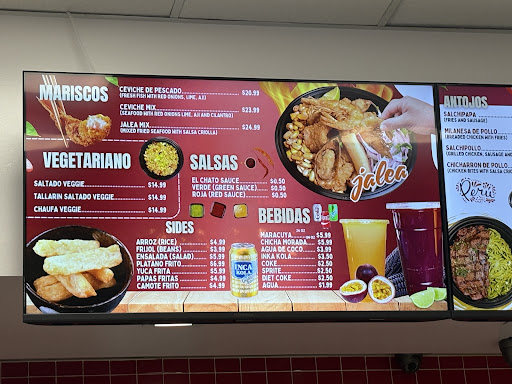 MARISCOS
CEVICHE DE PESCADO $20.99
(FRESH FISH WITH RED ONIONS, LIME, AJI)
CEVICHE MIX $23.99
(SEAFOOD WITH RED ONIONS LIME, AJI AND CILANTRO)
JALEA MIX $24.99
(MIXED FRIED SEAFOOD WITH SALSA CRIOLLA)
jalea
VEGETARIANO
SALTADO VEGGIE $14.99
TALLARIN SALTADO VEGGIE $14.99
CHAUFA VEGGIE $14.99
SALSAS
EL CHATO SAUCE $0.50
VERDE (GREEN SAUCE) $0.50
ROJA (RED SAUCE) $0.50
SIDES
ARROZ (RICE) $4.99
FRIJOL (BEANS) $3.99
ENSALADA (SALAD) $5.99
PLATANO FRITO $6.99
YUCA FRITA $5.99
PAPAS FRITAS $4.99
CAMOTE FRITO $4.99
INCA KOLA
BEBIDAS
MARACUYA $5.99
CHICHA MORADA $5.99
AGUA DE COCO $3.99
INKA KOLA $3.50
COKE $2.50
SPRITE $2.50
DIET COKE $2.50
AGUA $1.99
ANTOJOS
SALCHIPAPA
(FRIES AND SAUSAGE)
MILANESA DE POLLO
(BREADED CHICKEN WITH FRIES)
SALCHIPOLLO
(GRILLED CHICKEN, SAUSAGE AND
CHICHARRON DE POLLO
(CHICKEN BITES WITH SALSA
Perú